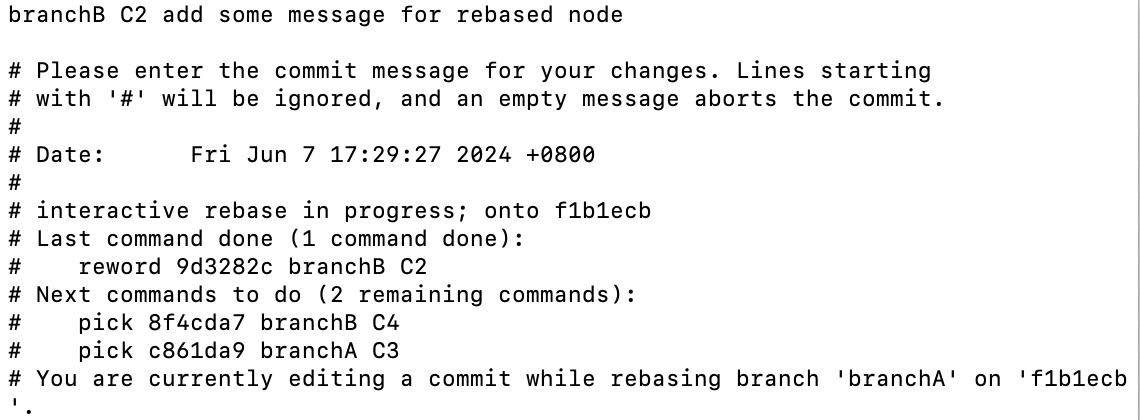 branchB C2 add some message for rebased node

# Please enter the commit message for your changes. Lines starting
# with '#' will be ignored, and an empty message aborts the commit.
#
# Date:      Fri Jun 7 17:29:27 2024 +0800
#
# interactive rebase in progress; onto f1b1ecb
# Last command done (1 command done):
#    reword 9d3282c branchB C2
# Next commands to do (2 remaining commands):
#    pick 8f4cda7 branchB C4
#    pick c861da9 branchA C3
# You are currently editing a commit while rebasing branch 'branchA' on 'f1b1ecb
'.